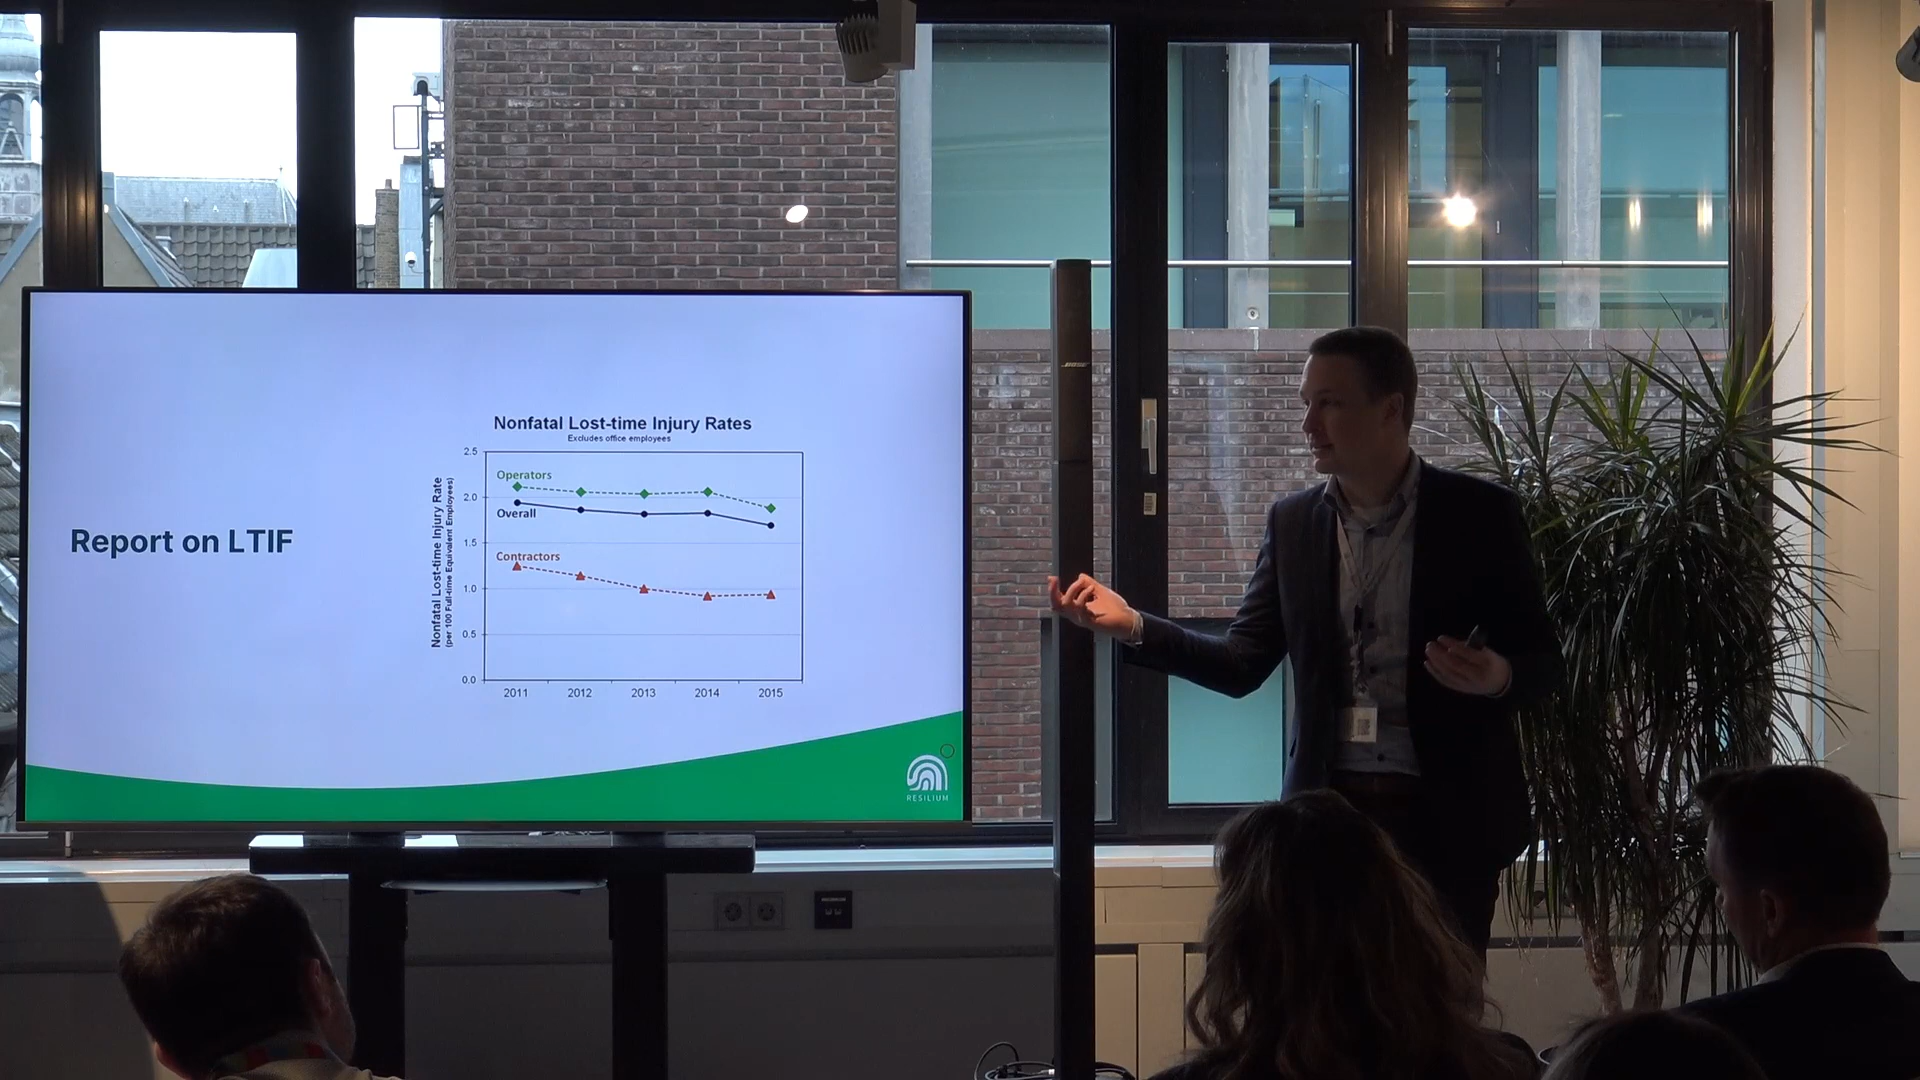 Report on LTIF
Nonfatal Lost-time Injury Rates
Excludes office employees
Nonfatal Lost-time Injury Rate
(per 100 Full-time Equivalent Employees)
2.5
2.0
1.5
1.0
0.5
0.0
Operators
Overall
Contractors
2011 2012 2013 2014 2015
RESILIUM
BOSE